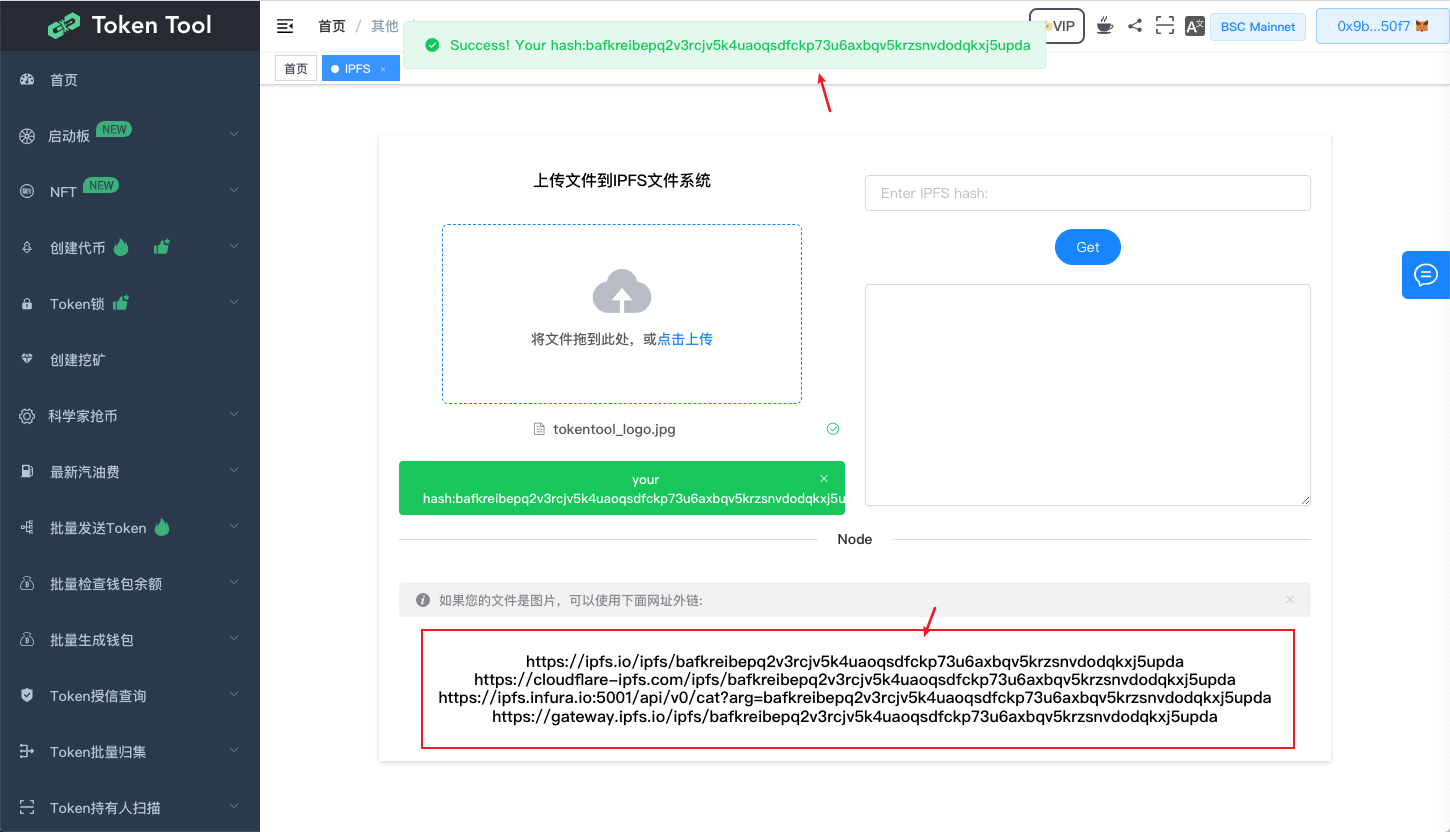 Token Tool
首页 / 其他 /
VIP
BSC Mainnet
0x9b...50f7
Success! Your hash:bafkreibepq2v3rcjv5k4uaoqsdfckp73u6axbqv5krzsnvdodqkxj5upda
首页
IPFS ×
首页
启动板 NEW
NFT NEW
创建代币
Token锁
创建挖矿
科学家抢币
最新汽油费
批量发送Token
批量检查钱包余额
批量生成钱包
Token授信查询
Token批量归集
Token持有人扫描
上传文件到IPFS文件系统
将文件拖到此处，或点击上传
tokentool_logo.jpg
your
hash:bafkreibepq2v3rcjv5k4uaoqsdfckp73u6axbqv5krzsnvdodqkxj5u
Enter IPFS hash:
Get
Node
如果您的文件是图片，可以使用下面网址外链:
https://ipfs.io/ipfs/bafkreibepq2v3rcjv5k4uaoqsdfckp73u6axbqv5krzsnvdodqkxj5upda
https://cloudflare-ipfs.com/ipfs/bafkreibepq2v3rcjv5k4uaoqsdfckp73u6axbqv5krzsnvdodqkxj5upda
https://ipfs.infura.io:5001/api/v0/cat?arg=bafkreibepq2v3rcjv5k4uaoqsdfckp73u6axbqv5krzsnvdodqkxj5upda
https://gateway.ipfs.io/ipfs/bafkreibepq2v3rcjv5k4uaoqsdfckp73u6axbqv5krzsnvdodqkxj5upda